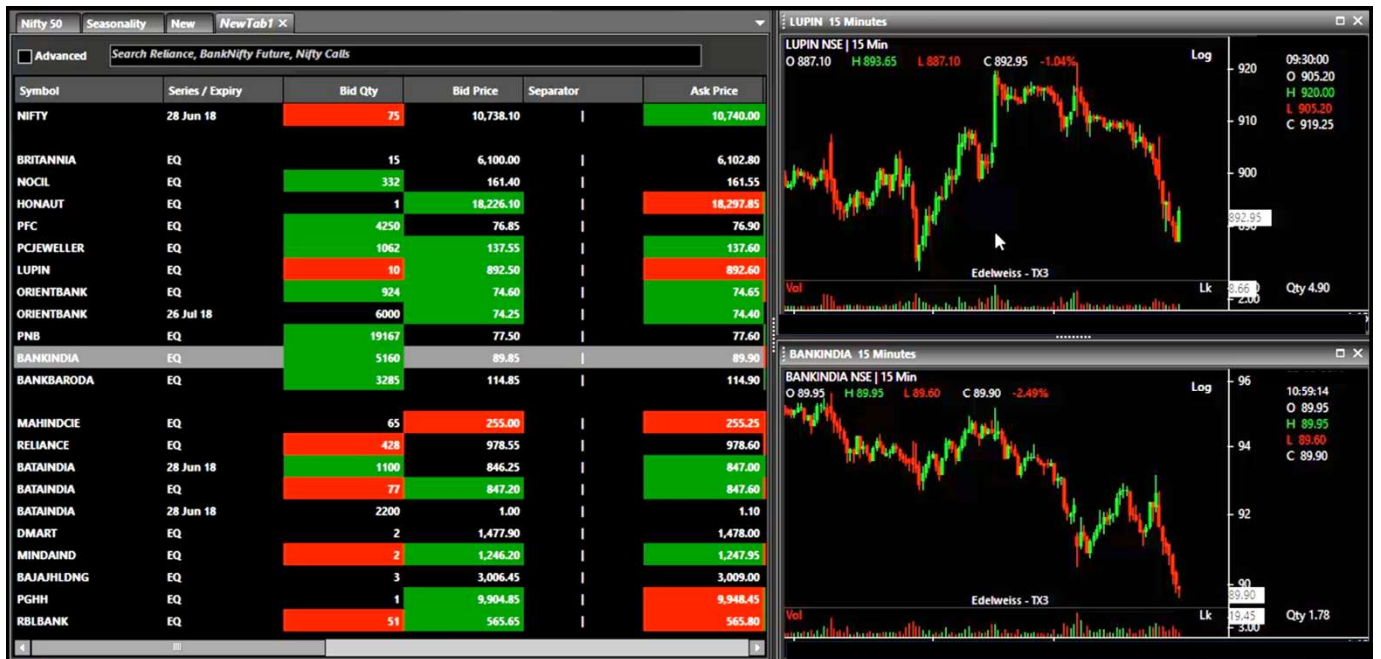 Nifty 50 Seasonality New NewTab1 ×
Advanced Search Reliance, BankNifty Future, Nifty Calls
Symbol Series / Expiry Bid Qty Bid Price Separator Ask Price
NIFTY 28 Jun 18 75 10,738.10 | 10,740.00
BRITANNIA EQ 15 6,100.00 | 6,102.80
NOCIL EQ 332 161.40 | 161.55
HONAUT EQ 1 18,226.10 | 18,297.85
PFC EQ 4250 76.85 | 76.90
PCJEWELLER EQ 1062 137.55 | 137.60
LUPIN EQ 10 892.50 | 892.60
ORIENTBANK EQ 924 74.60 | 74.65
ORIENTBANK 26 Jul 18 6000 74.25 | 74.40
PNB EQ 19167 77.50 | 77.60
BANKINDIA EQ 5160 89.85 | 89.90
BANKBARODA EQ 3285 114.85 | 114.90
MAHINDCIE EQ 65 255.00 | 255.25
RELIANCE EQ 428 978.55 | 978.60
BATAINDIA 28 Jun 18 1100 846.25 | 847.00
BATAINDIA EQ 77 847.20 | 847.60
BATAINDIA 28 Jun 18 2200 1.00 | 1.10
DMART EQ 2 1,477.90 | 1,478.00
MINDAIND EQ 2 1,246.20 | 1,247.95
BAJAJHLDNG EQ 3 3,006.45 | 3,009.00
PGHH EQ 1 9,904.85 | 9,948.45
RBLBANK EQ 51 565.65 | 565.80
LUPIN 15 Minutes
LUPIN NSE | 15 Min
O 887.10 H 893.65 L 887.10 C 892.95 -1.04%
Log
920
910
900
892.95
890
09:30:00
O 905.20
H 920.00
L 905.20
C 919.25
Edelweiss - TX3
Vol Lk 8.66 Qty 4.90
2.00
BANKINDIA 15 Minutes
BANKINDIA NSE | 15 Min
O 89.95 H 89.95 L 89.60 C 89.90 -2.49%
Log
96
94
92
90
89.90
10:59:14
O 89.95
H 89.95
L 89.60
C 89.90
Edelweiss - TX3
Vol Lk 19.45 Qty 1.78
3.00